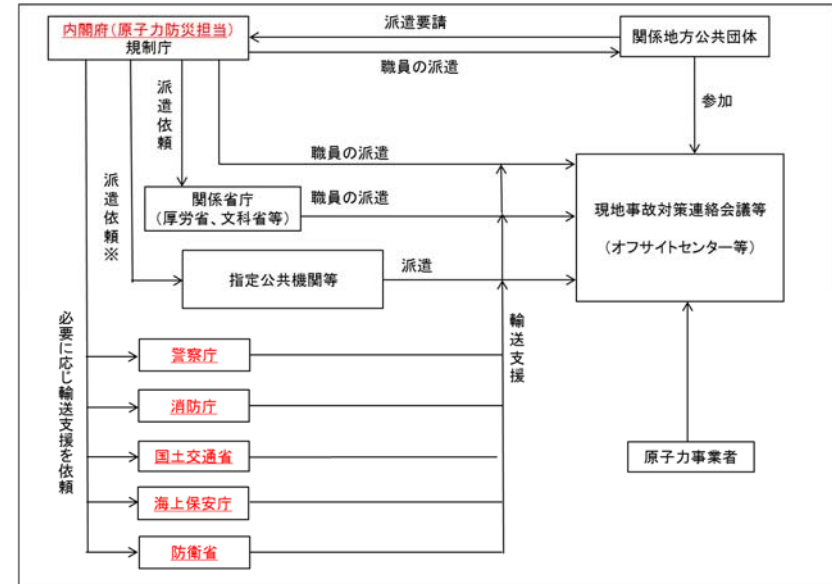 内閣府(原子力防災担当)
規制庁
派遣要請
職員の派遣
関係地方公共団体
参加
派遣依頼
派遣依頼※
職員の派遣
関係省庁
(厚労省、文科省等)
職員の派遣
現地事故対策連絡会議等
(オフサイトセンター等)
指定公共機関等
派遣
必要に応じ輸送支援を依頼
輸送支援
警察庁
消防庁
国土交通省
海上保安庁
防衛省
原子力事業者